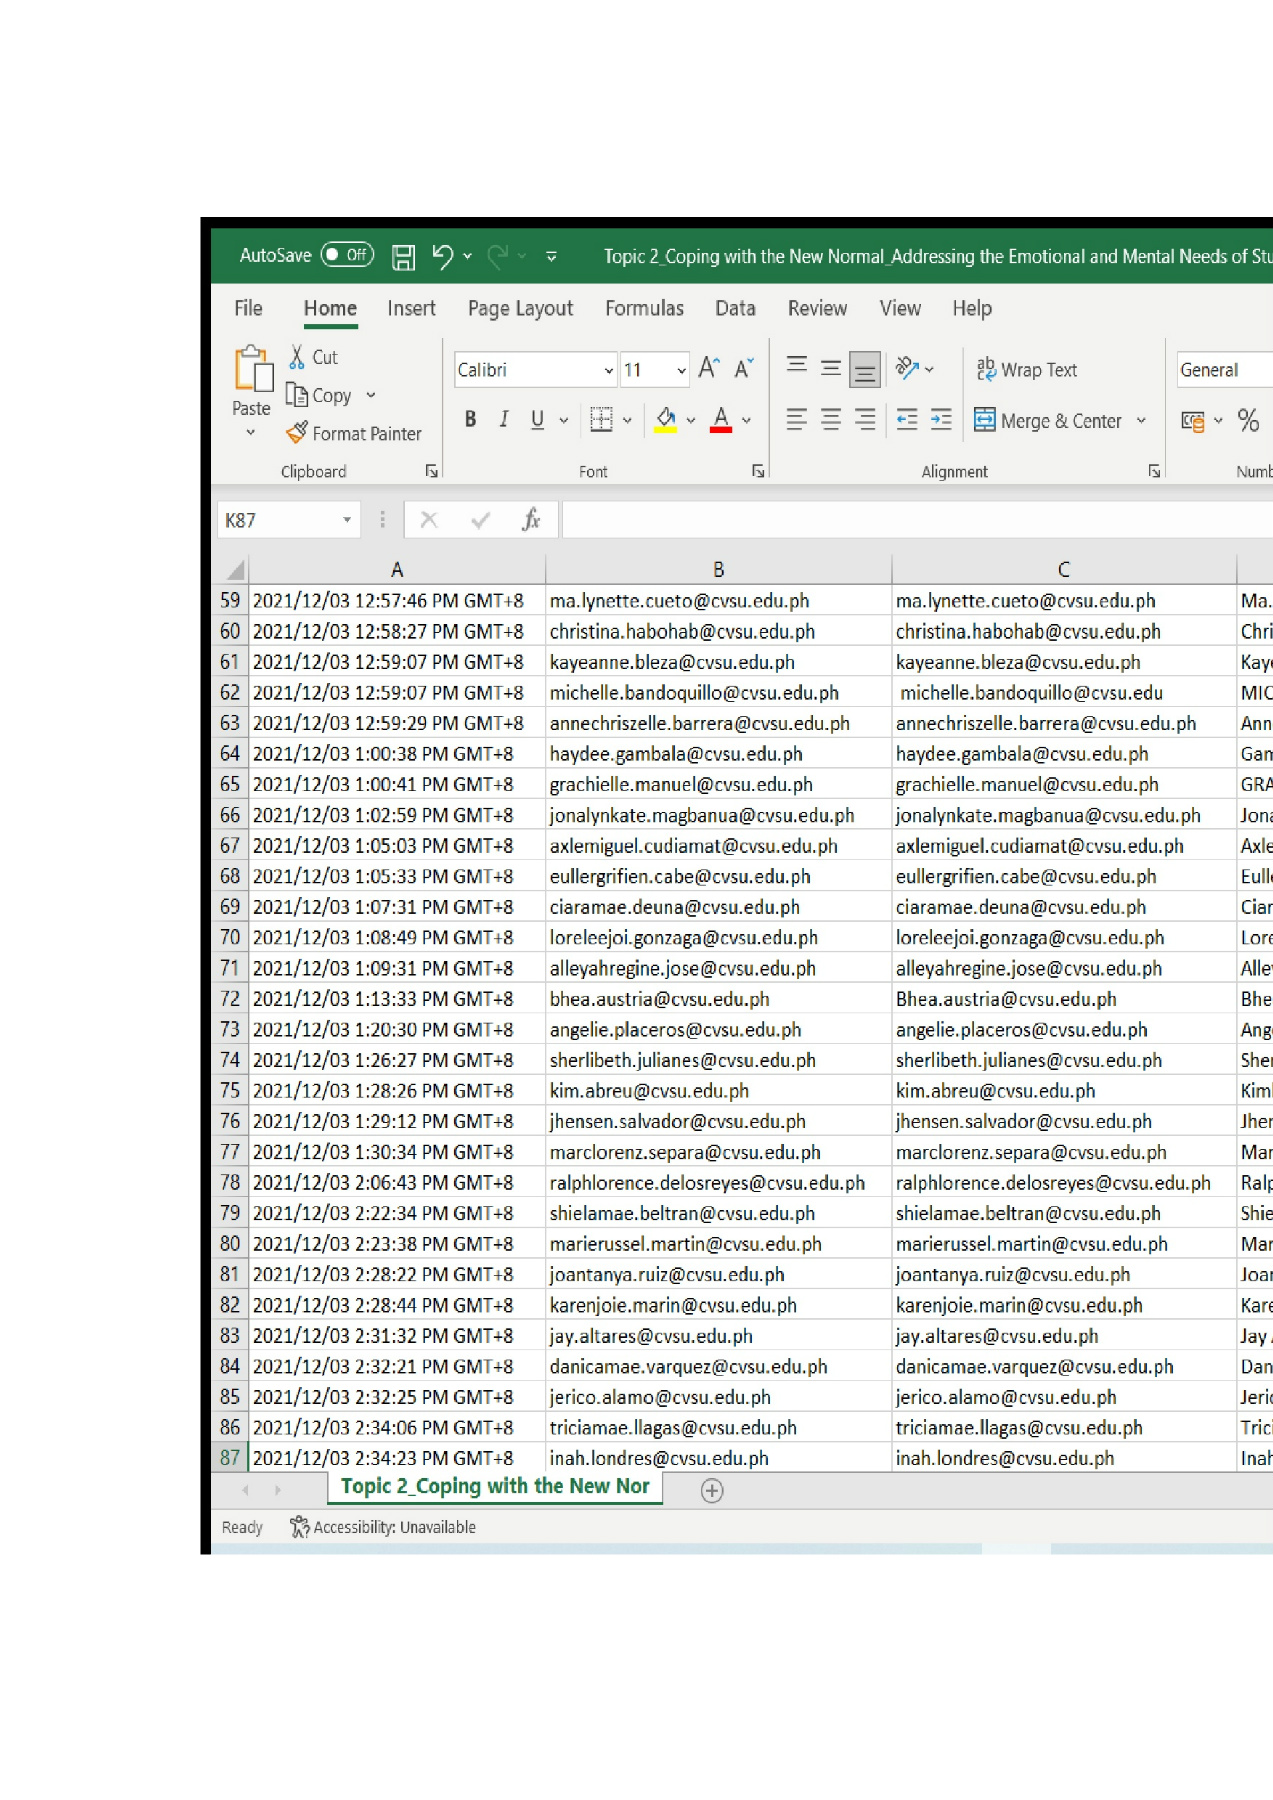 AutoSave Off Topic 2_Coping with the New Normal_Addressing the Emotional and Mental Needs of Stu
File Home Insert Page Layout Formulas Data Review View Help
Paste Cut Copy Format Painter
Calibri 11 A^ A˅ B I U A
ab Wrap Text Merge & Center
General %
Clipboard Font Alignment Numb
K87 fx
A B C
59 2021/12/03 12:57:46 PM GMT+8 ma.lynette.cueto@cvsu.edu.ph ma.lynette.cueto@cvsu.edu.ph Ma.
60 2021/12/03 12:58:27 PM GMT+8 christina.habohab@cvsu.edu.ph christina.habohab@cvsu.edu.ph Chri
61 2021/12/03 12:59:07 PM GMT+8 kayeanne.bleza@cvsu.edu.ph kayeanne.bleza@cvsu.edu.ph Kaye
62 2021/12/03 12:59:07 PM GMT+8 michelle.bandoquillo@cvsu.edu.ph michelle.bandoquillo@cvsu.edu MIC
63 2021/12/03 12:59:29 PM GMT+8 annechriszelle.barrera@cvsu.edu.ph annechriszelle.barrera@cvsu.edu.ph Ann
64 2021/12/03 1:00:38 PM GMT+8 haydee.gambala@cvsu.edu.ph haydee.gambala@cvsu.edu.ph Gam
65 2021/12/03 1:00:41 PM GMT+8 grachielle.manuel@cvsu.edu.ph grachielle.manuel@cvsu.edu.ph GRA
66 2021/12/03 1:02:59 PM GMT+8 jonalynkate.magbanua@cvsu.edu.ph jonalynkate.magbanua@cvsu.edu.ph Jona
67 2021/12/03 1:05:03 PM GMT+8 axlemiguel.cudiamat@cvsu.edu.ph axlemiguel.cudiamat@cvsu.edu.ph Axle
68 2021/12/03 1:05:33 PM GMT+8 eullergrifien.cabe@cvsu.edu.ph eullergrifien.cabe@cvsu.edu.ph Eulle
69 2021/12/03 1:07:31 PM GMT+8 ciaramae.deuna@cvsu.edu.ph ciaramae.deuna@cvsu.edu.ph Ciar
70 2021/12/03 1:08:49 PM GMT+8 loreleejoi.gonzaga@cvsu.edu.ph loreleejoi.gonzaga@cvsu.edu.ph Lore
71 2021/12/03 1:09:31 PM GMT+8 alleyahregine.jose@cvsu.edu.ph alleyahregine.jose@cvsu.edu.ph Alley
72 2021/12/03 1:13:33 PM GMT+8 bhea.austria@cvsu.edu.ph Bhea.austria@cvsu.edu.ph Bhe
73 2021/12/03 1:20:30 PM GMT+8 angelie.placeros@cvsu.edu.ph angelie.placeros@cvsu.edu.ph Ang
74 2021/12/03 1:26:27 PM GMT+8 sherlibeth.julianes@cvsu.edu.ph sherlibeth.julianes@cvsu.edu.ph Sher
75 2021/12/03 1:28:26 PM GMT+8 kim.abreu@cvsu.edu.ph kim.abreu@cvsu.edu.ph Kiml
76 2021/12/03 1:29:12 PM GMT+8 jhensen.salvador@cvsu.edu.ph jhensen.salvador@cvsu.edu.ph Jher
77 2021/12/03 1:30:34 PM GMT+8 marclorenz.separa@cvsu.edu.ph marclorenz.separa@cvsu.edu.ph Mar
78 2021/12/03 2:06:43 PM GMT+8 ralphlorence.delosreyes@cvsu.edu.ph ralphlorence.delosreyes@cvsu.edu.ph Ralp
79 2021/12/03 2:22:34 PM GMT+8 shielamae.beltran@cvsu.edu.ph shielamae.beltran@cvsu.edu.ph Shie
80 2021/12/03 2:23:38 PM GMT+8 marierussel.martin@cvsu.edu.ph marierussel.martin@cvsu.edu.ph Mar
81 2021/12/03 2:28:22 PM GMT+8 joantanya.ruiz@cvsu.edu.ph joantanya.ruiz@cvsu.edu.ph Joar
82 2021/12/03 2:28:44 PM GMT+8 karenjoie.marin@cvsu.edu.ph karenjoie.marin@cvsu.edu.ph Kare
83 2021/12/03 2:31:32 PM GMT+8 jay.altares@cvsu.edu.ph jay.altares@cvsu.edu.ph Jay
84 2021/12/03 2:32:21 PM GMT+8 danicamae.varquez@cvsu.edu.ph danicamae.varquez@cvsu.edu.ph Dan
85 2021/12/03 2:32:25 PM GMT+8 jerico.alamo@cvsu.edu.ph jerico.alamo@cvsu.edu.ph Jeric
86 2021/12/03 2:34:06 PM GMT+8 triciamae.llagas@cvsu.edu.ph triciamae.llagas@cvsu.edu.ph Trici
87 2021/12/03 2:34:23 PM GMT+8 inah.londres@cvsu.edu.ph inah.londres@cvsu.edu.ph Inah
Topic 2_Coping with the New Nor
Ready Accessibility: Unavailable